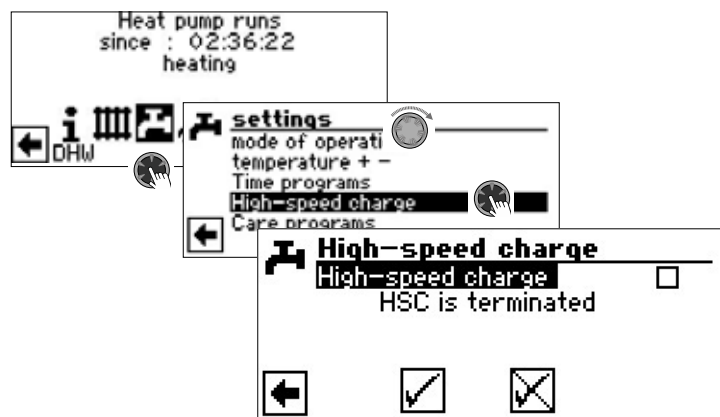 Heat pump runs
since : 02:36:22
heating
DHW
settings
mode of operati
temperature + −
Time programs
High-speed charge
Care programs
High-speed charge
High-speed charge
HSC is terminated